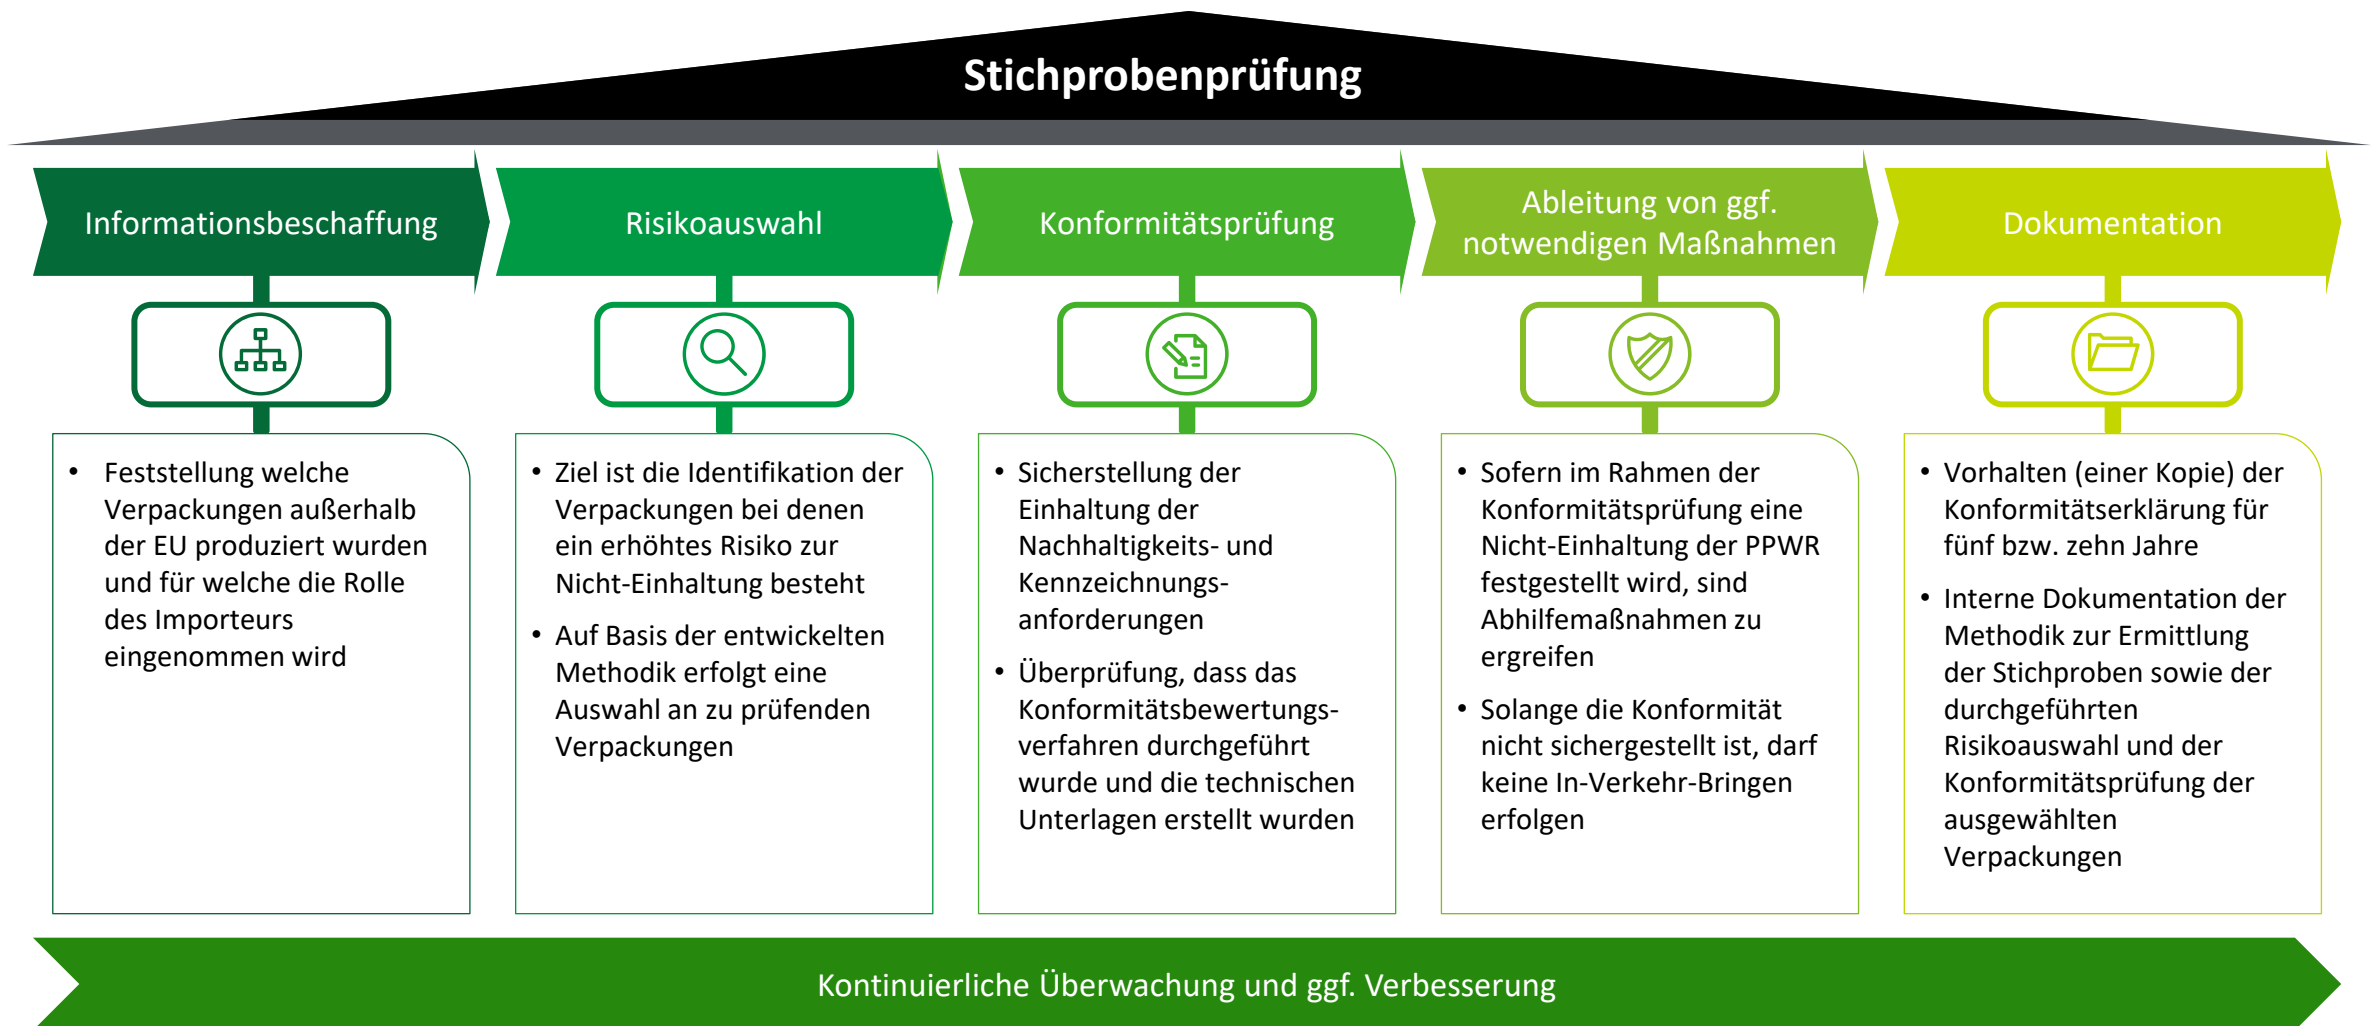 Stichprobenprüfung
Informationsbeschaffung
Risikoauswahl
Konformitätsprüfung
Ableitung von ggf.
notwendigen Maßnahmen
Dokumentation
• Feststellung welche
Verpackungen außerhalb
der EU produziert wurden
und für welche die Rolle
des Importeurs
eingenommen wird
• Ziel ist die Identifikation der
Verpackungen bei denen
ein erhöhtes Risiko zur
Nicht-Einhaltung besteht
• Auf Basis der entwickelten
Methodik erfolgt eine
Auswahl an zu prüfenden
Verpackungen
• Sicherstellung der
Einhaltung der
Nachhaltigkeits- und
Kennzeichnungs-
anforderungen
• Überprüfung, dass das
Konformitätsbewertungs-
verfahren durchgeführt
wurde und die technischen
Unterlagen erstellt wurden
• Sofern im Rahmen der
Konformitätsprüfung eine
Nicht-Einhaltung der PPWR
festgestellt wird, sind
Abhilfemaßnahmen zu
ergreifen
• Solange die Konformität
nicht sichergestellt ist, darf
keine In-Verkehr-Bringen
erfolgen
• Vorhalten (einer Kopie) der
Konformitätserklärung für
fünf bzw. zehn Jahre
• Interne Dokumentation der
Methodik zur Ermittlung
der Stichproben sowie der
durchgeführten
Risikoauswahl und der
Konformitätsprüfung der
ausgewählten
Verpackungen
Kontinuierliche Überwachung und ggf. Verbesserung